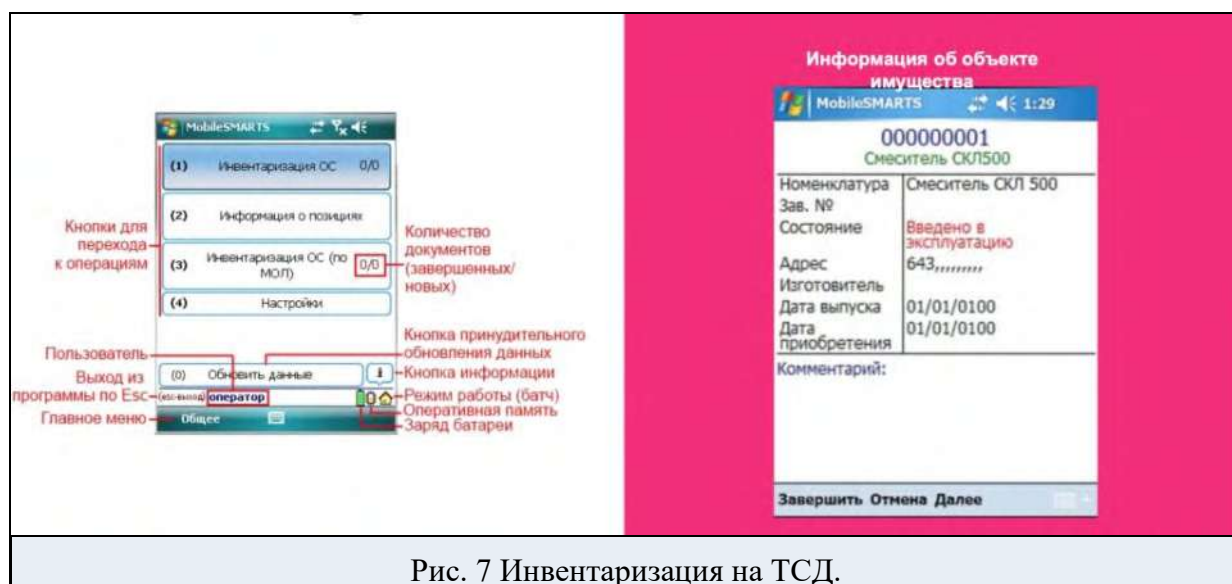 MobileSMARTS
(1) Инвентаризация ОС 0/0
(2) Информация о позициях
(3) Инвентаризация ОС (по
МОЛ) 0/0
(4) Настройки
(0) Обновить данные i
(esc-выход) оператор
Общее
Кнопки для
перехода
к операциям
Пользователь
Выход из
программы по Esc
Главное меню
Количество
документов
(завершенных/
новых)
Кнопка принудительного
обновления данных
Кнопка информации
Режим работы (батч)
Оперативная память
Заряд батареи
Информация об объекте
имущества
MobileSMARTS 1:29
000000001
Смеситель СКЛ500
Номенклатура Смеситель СКЛ 500
Зав. №
Состояние Введено в
эксплуатацию
Адрес 643,,,,,,,,,
Изготовитель
Дата выпуска 01/01/0100
Дата 01/01/0100
приобретения
Комментарий:
Завершить Отмена Далее
Рис. 7 Инвентаризация на ТСД.